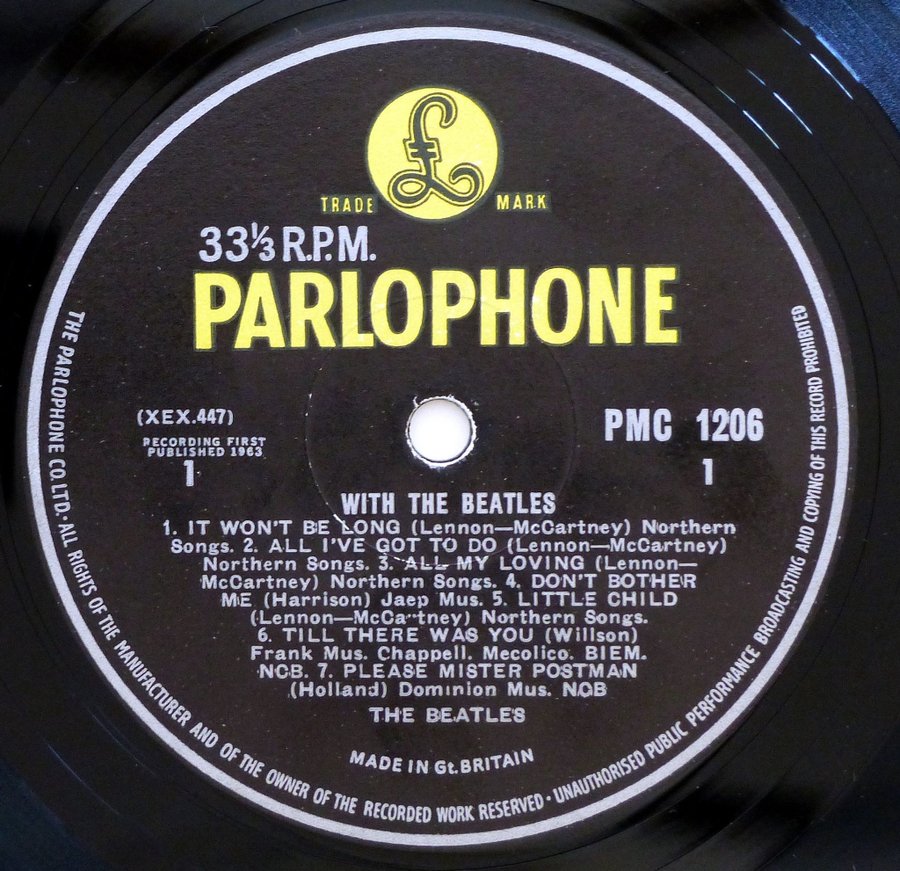 £
TRADE MARK
33⅓ R.P.M.
PARLOPHONE
(XEX.447)
RECORDING FIRST
PUBLISHED 1963
1
PMC 1206
1
WITH THE BEATLES
1. IT WON'T BE LONG (Lennon—McCartney) Northern
Songs. 2. ALL I'VE GOT TO DO (Lennon—McCartney)
Northern Songs. 3. ALL MY LOVING (Lennon—
McCartney) Northern Songs. 4. DON'T BOTHER
ME (Harrison) Jaep Mus. 5. LITTLE CHILD
(Lennon—McCartney) Northern Songs.
6. TILL THERE WAS YOU (Willson)
Frank Mus. Chappell. Mecolico. BIEM.
NCB. 7. PLEASE MISTER POSTMAN
(Holland) Dominion Mus. NCB
THE BEATLES
MADE IN Gt. BRITAIN
THE PARLOPHONE CO. LTD. · ALL RIGHTS OF THE MANUFACTURER AND OF THE OWNER OF THE RECORDED WORK RESERVED · UNAUTHORISED PUBLIC PERFORMANCE BROADCASTING AND COPYING OF THIS RECORD PROHIBITED